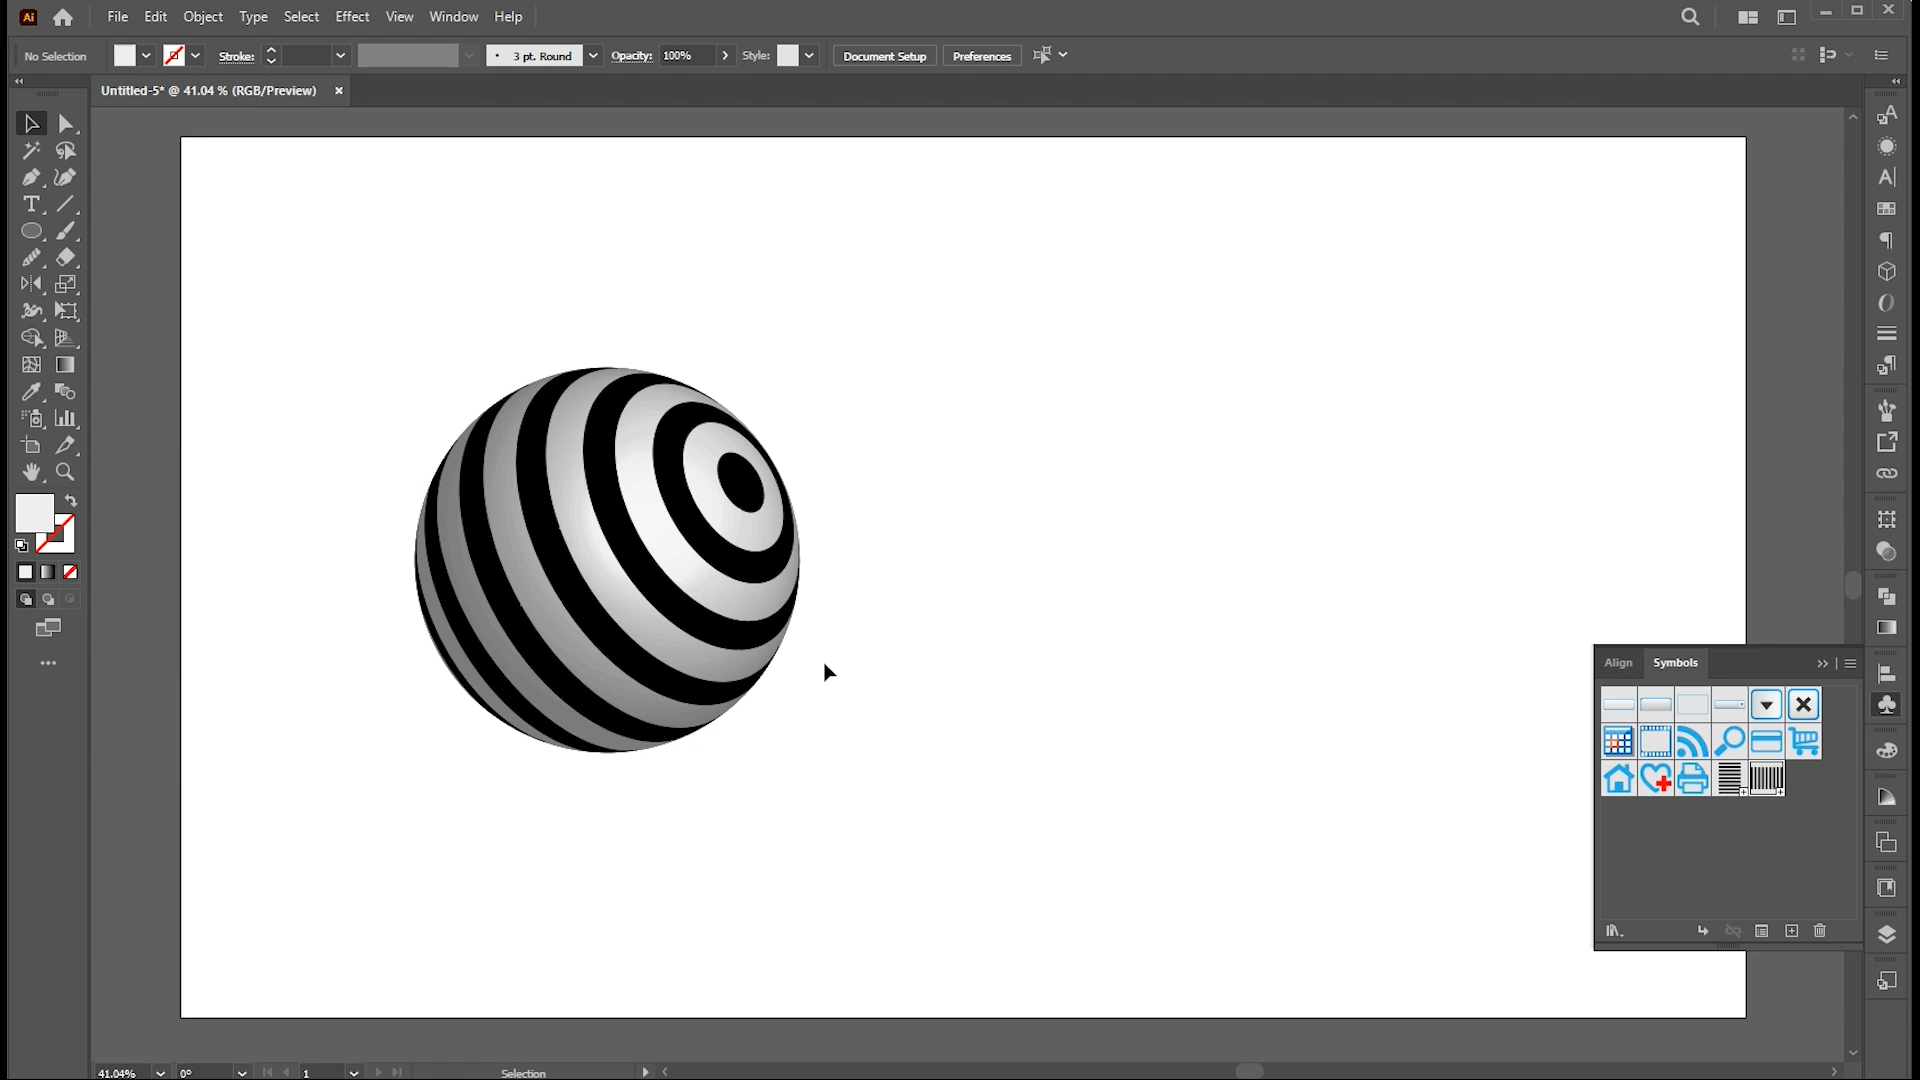 Ai File Edit Object Type Select Effect View Window Help
No Selection Stroke: 3 pt. Round Opacity: 100% Style: Document Setup Preferences
Untitled-5* @ 41.04 % (RGB/Preview)
Align Symbols
41.04% 0° 1 Selection